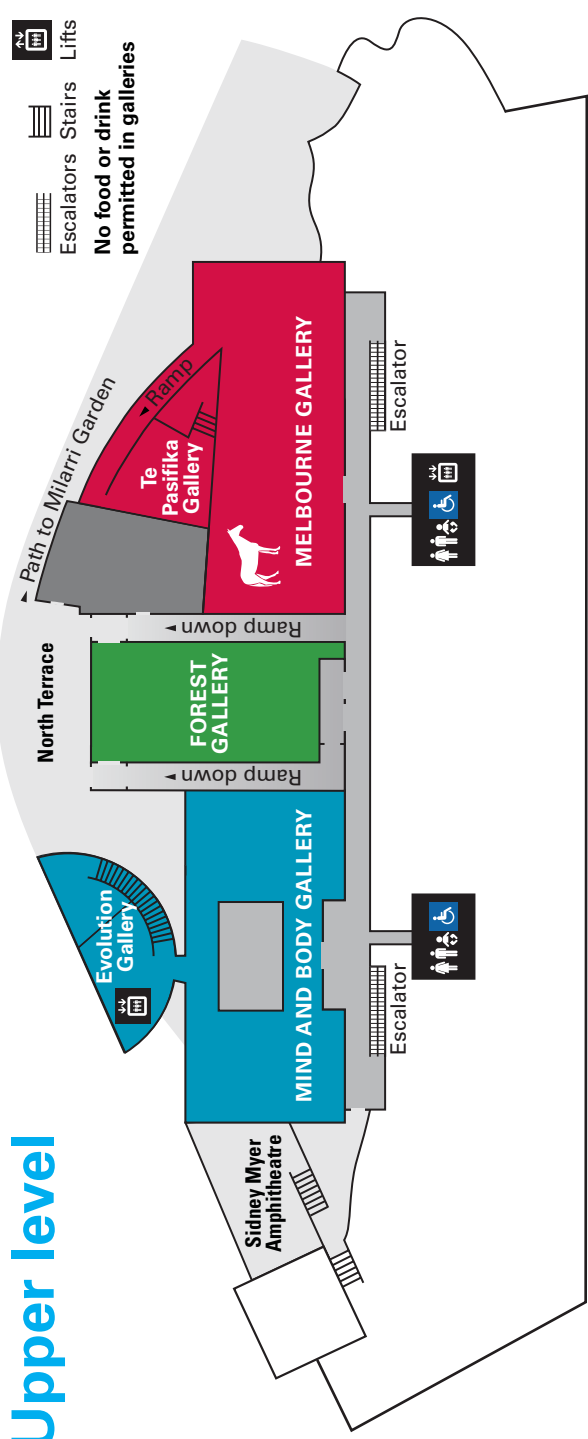 Upper level
Escalators
Stairs
Lifts
No food or drink
permitted in galleries
Sidney Myer
Amphitheatre
Evolution
Gallery
North Terrace
Path to Milarri Garden
Ramp
Te
Pasifika
Gallery
MIND AND BODY GALLERY
Ramp down
FOREST
GALLERY
Ramp down
MELBOURNE GALLERY
Escalator
Escalator